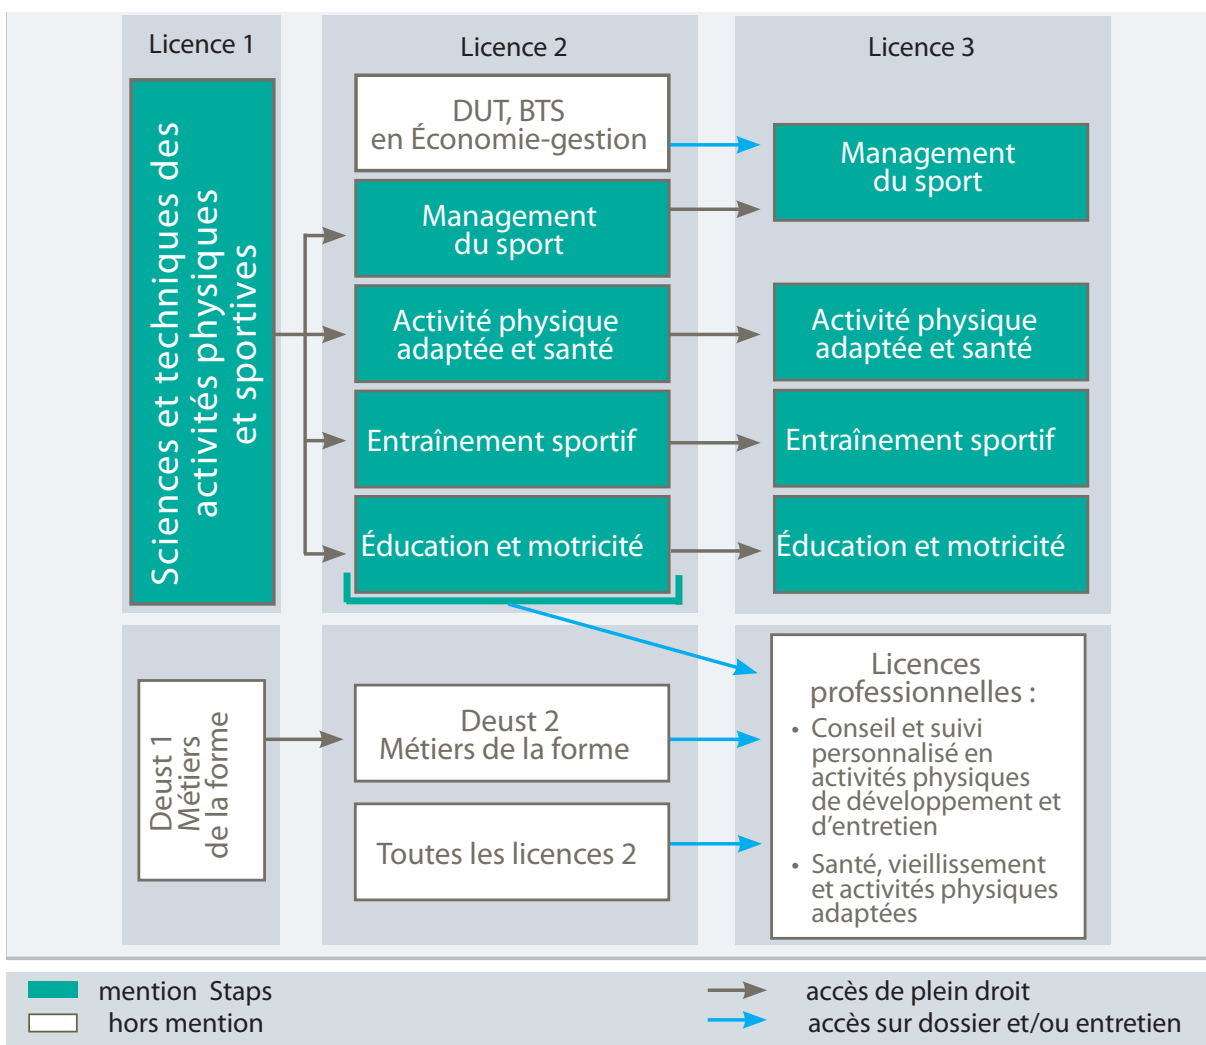 Licence 1
Licence 2
Licence 3
Sciences et techniques des
activités physiques
et sportives
DUT, BTS
en Économie-gestion
Management
du sport
Activité physique
adaptée et santé
Entraînement sportif
Éducation et motricité
Management
du sport
Activité physique
adaptée et santé
Entraînement sportif
Éducation et motricité
Deust 1
Métiers
de la forme
Deust 2
Métiers de la forme
Toutes les licences 2
Licences
professionnelles :
• Conseil et suivi
personnalisé en
activités physiques
de développement et
d'entretien
• Santé, vieillissement
et activités physiques
adaptées
mention Staps
hors mention
accès de plein droit
accès sur dossier et/ou entretien